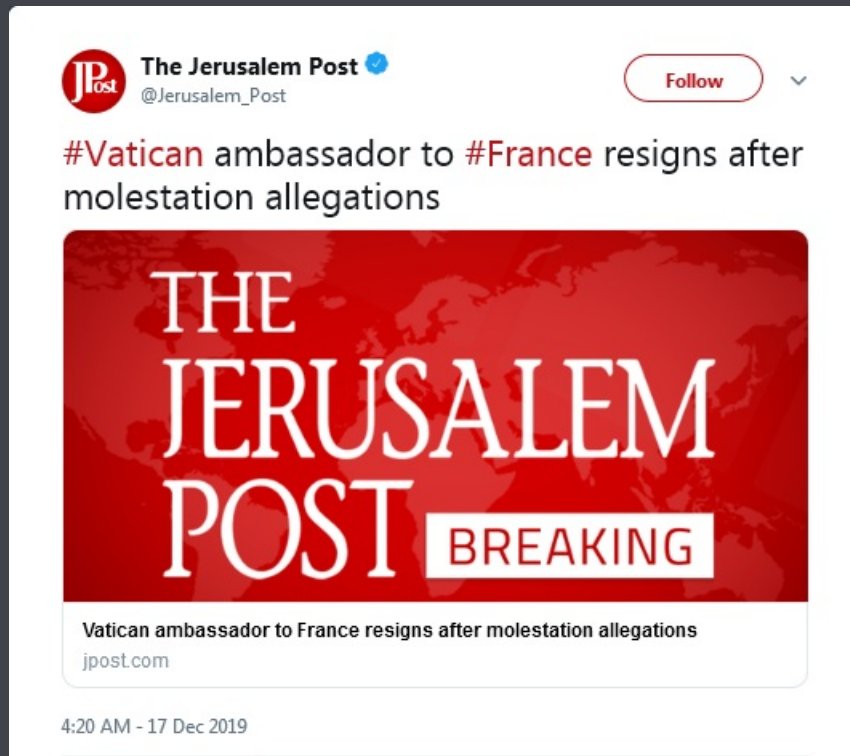 JPost
The Jerusalem Post
Follow
@Jerusalem_Post
#Vatican ambassador to #France resigns after
molestation allegations
THE
JERUSALEM
POST BREAKING
Vatican ambassador to France resigns after molestation allegations
jpost.com
4:20 AM - 17 Dec 2019